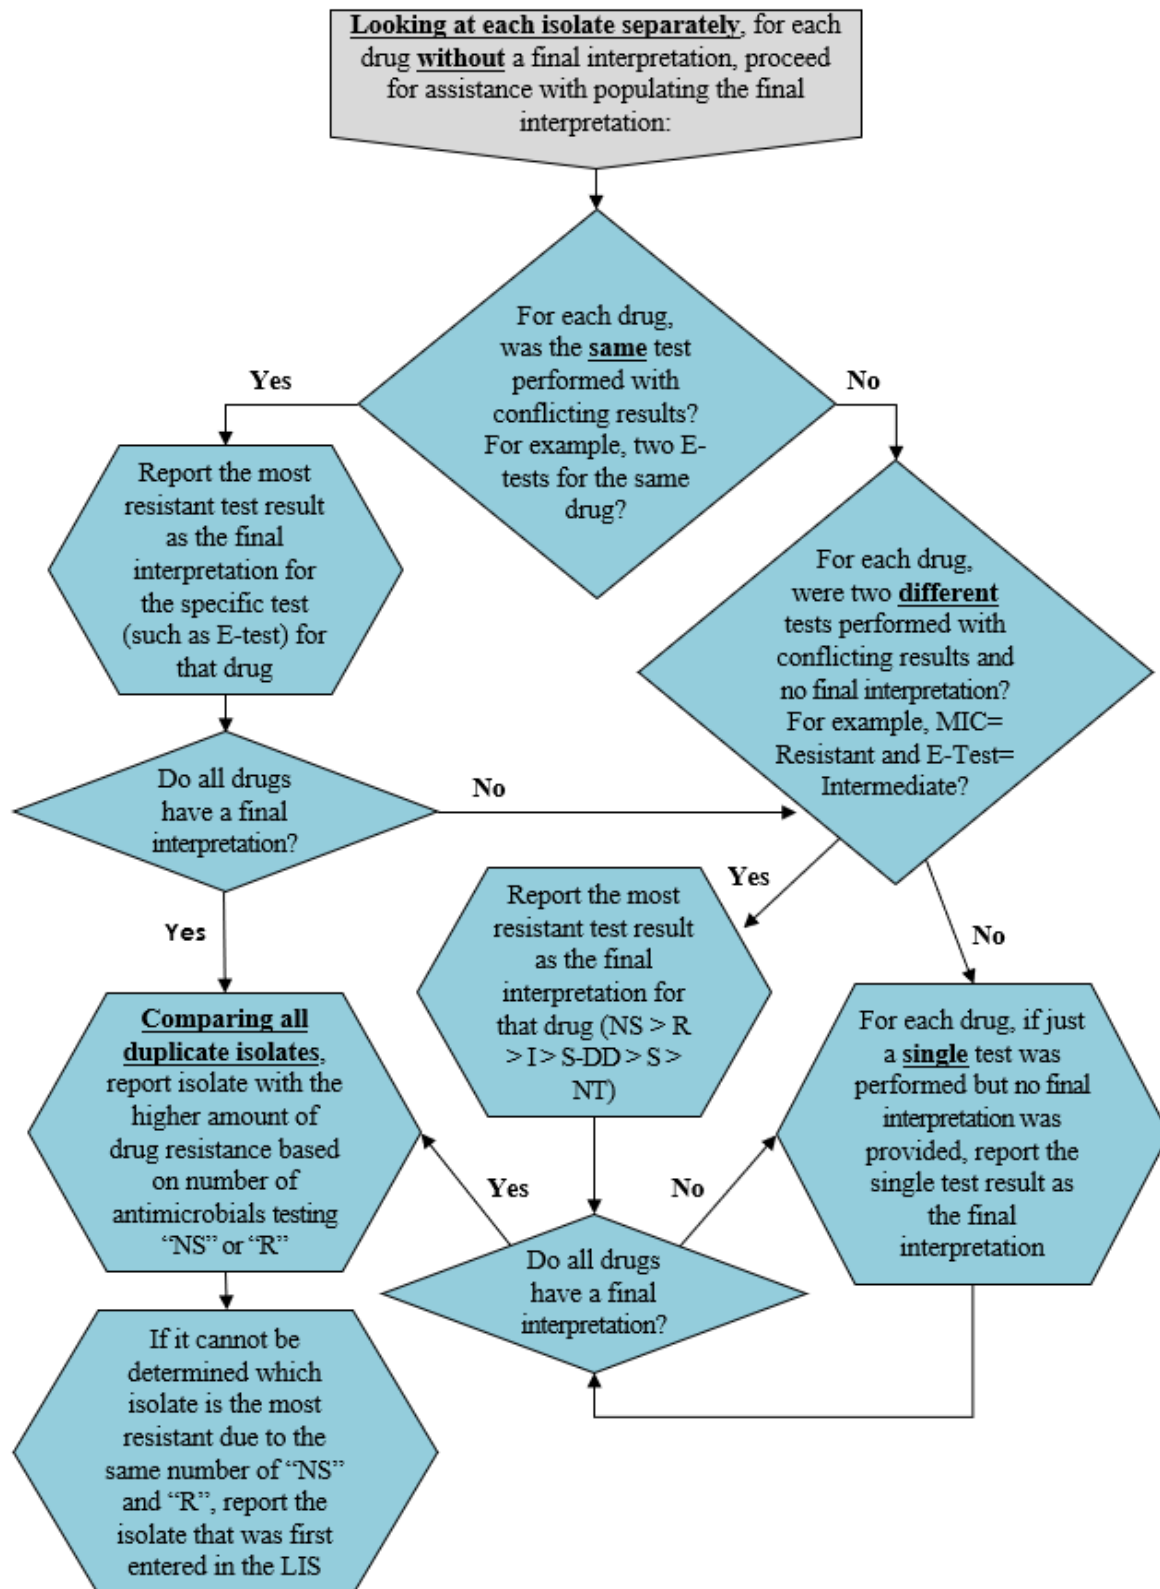 Looking at each isolate separately, for each
drug without a final interpretation, proceed
for assistance with populating the final
interpretation:
For each drug,
was the same test
performed with
conflicting results?
For example, two E-
tests for the same
drug?
Yes
No
Report the most
resistant test result
as the final
interpretation for
the specific test
(such as E-test) for
that drug
For each drug,
were two different
tests performed with
conflicting results and
no final interpretation?
For example, MIC=
Resistant and E-Test=
Intermediate?
Do all drugs
have a final
interpretation?
No
Yes
Yes
No
Report the most
resistant test result
as the final
interpretation for
that drug (NS > R
> I > S-DD > S >
NT)
Comparing all
duplicate isolates,
report isolate with the
higher amount of
drug resistance based
on number of
antimicrobials testing
“NS” or “R”
For each drug, if just
a single test was
performed but no final
interpretation was
provided, report the
single test result as
the final
interpretation
Yes
No
Do all drugs
have a final
interpretation?
If it cannot be
determined which
isolate is the most
resistant due to the
same number of “NS”
and “R”, report the
isolate that was first
entered in the LIS